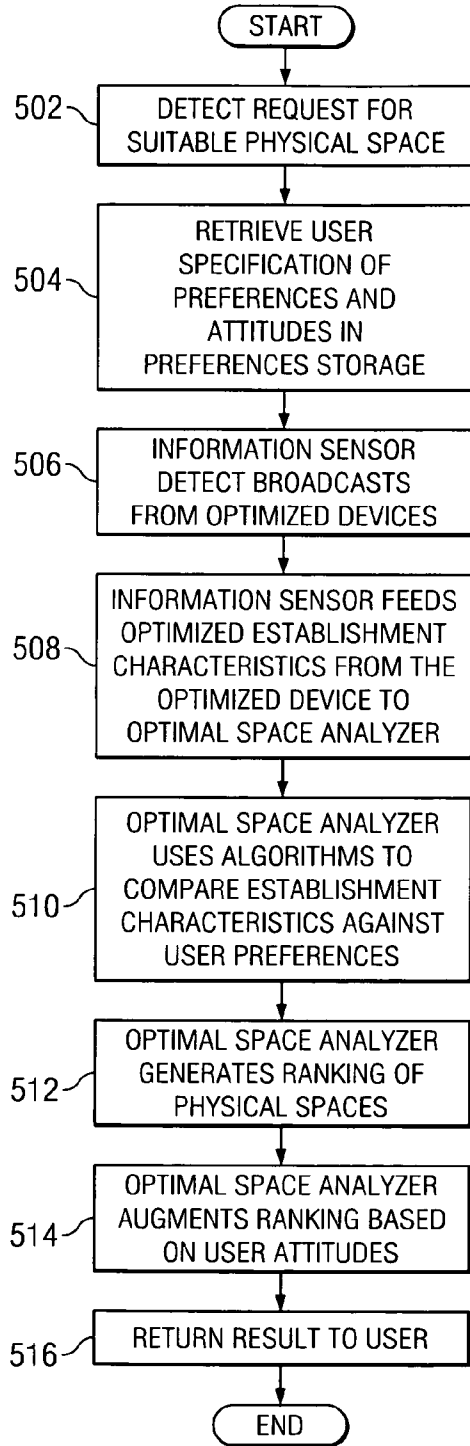 START
502
DETECT REQUEST FOR
SUITABLE PHYSICAL SPACE
504
RETRIEVE USER
SPECIFICATION OF
PREFERENCES AND
ATTITUDES IN
PREFERENCES STORAGE
506
INFORMATION SENSOR
DETECT BROADCASTS
FROM OPTIMIZED DEVICES
508
INFORMATION SENSOR FEEDS
OPTIMIZED ESTABLISHMENT
CHARACTERISTICS FROM THE
OPTIMIZED DEVICE TO
OPTIMAL SPACE ANALYZER
510
OPTIMAL SPACE ANALYZER
USES ALGORITHMS TO
COMPARE ESTABLISHMENT
CHARACTERISTICS AGAINST
USER PREFERENCES
512
OPTIMAL SPACE ANALYZER
GENERATES RANKING OF
PHYSICAL SPACES
514
OPTIMAL SPACE ANALYZER
AUGMENTS RANKING BASED
ON USER ATTITUDES
516
RETURN RESULT TO USER
END